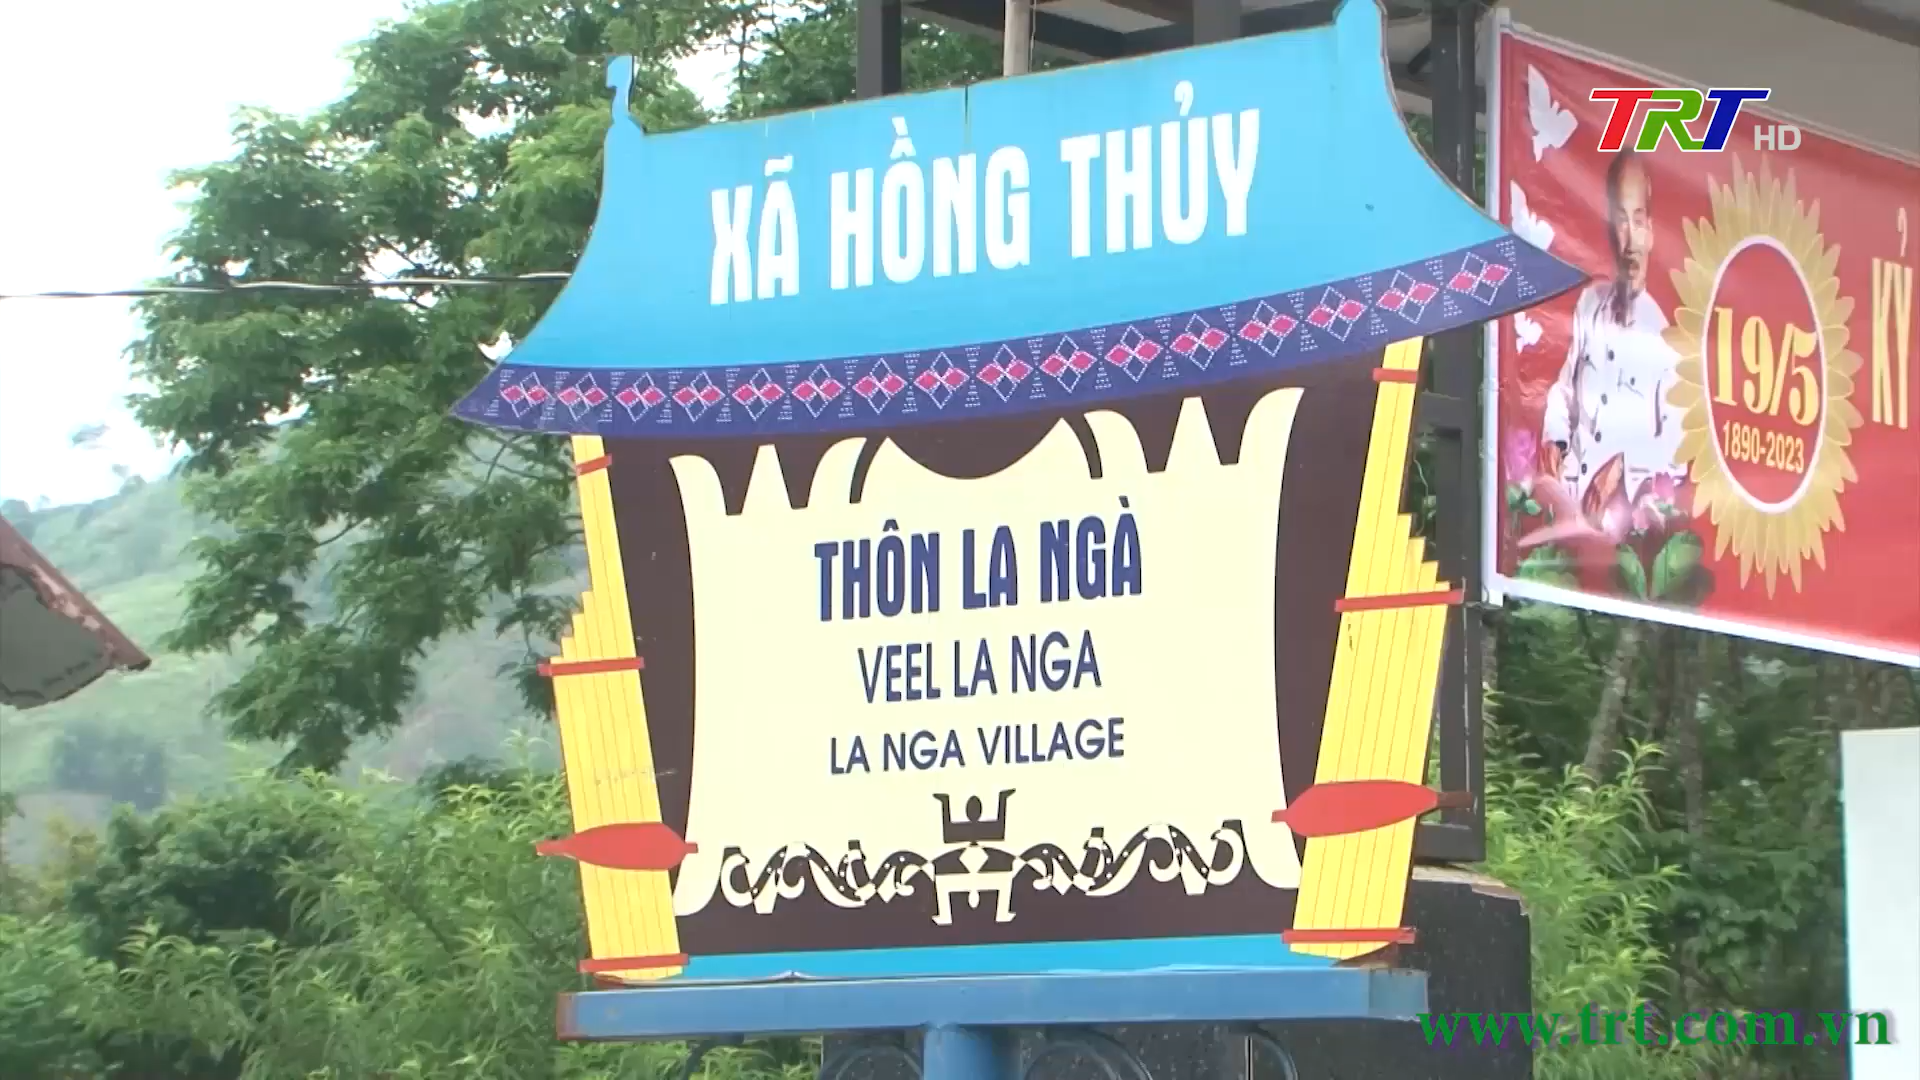 XÃ HỒNG THỦY
THÔN LA NGÀ
VEEL LA NGA
LA NGA VILLAGE
TRT HD
19/5
1890-2023
KỶ
www.trt.com.vn